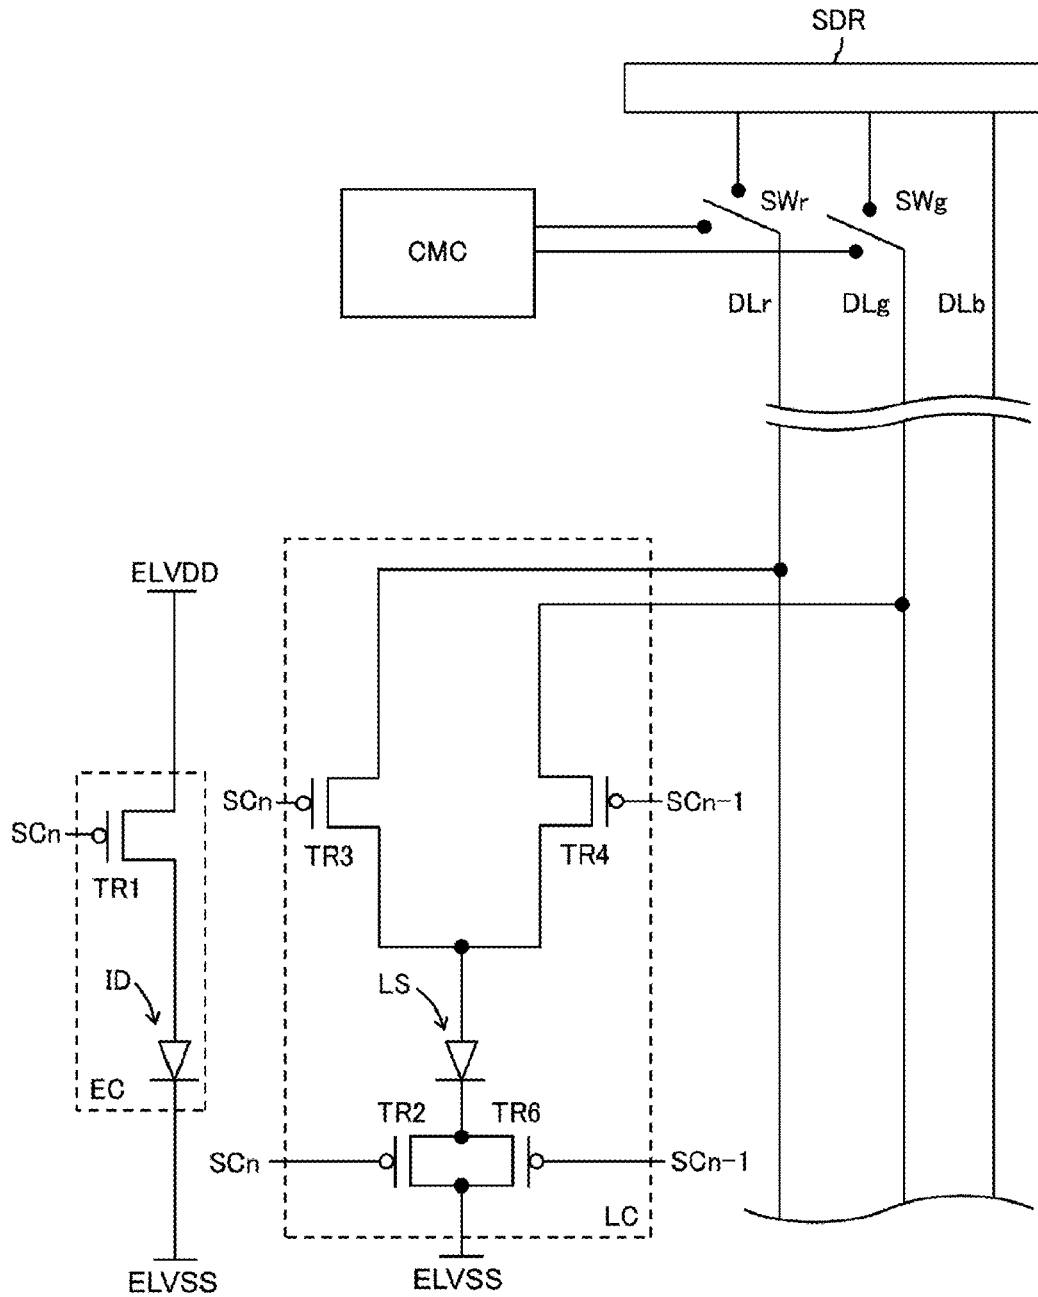 SDR
SWr
SWg
CMC
DLr
DLg
DLb
ELVDD
SCn
SCn-1
SCn
TR3
TR4
TR1
ID
LS
EC
TR2
TR6
SCn
SCn-1
LC
ELVSS
ELVSS